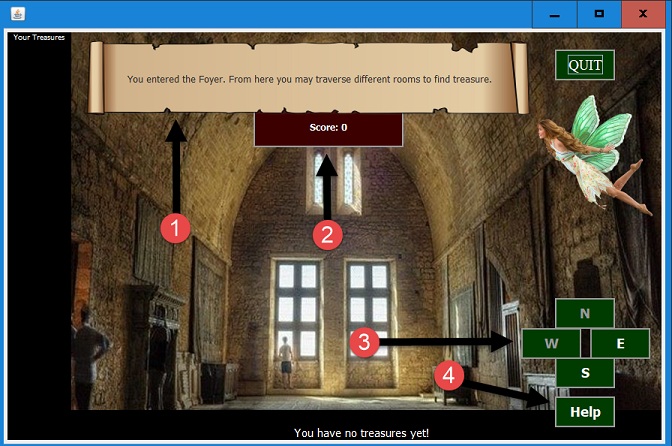 Your Treasures
You entered the Foyer. From here you may traverse different rooms to find treasure.
QUIT
Score: 0
1
2
N
3
W
E
4
S
Help
You have no treasures yet!